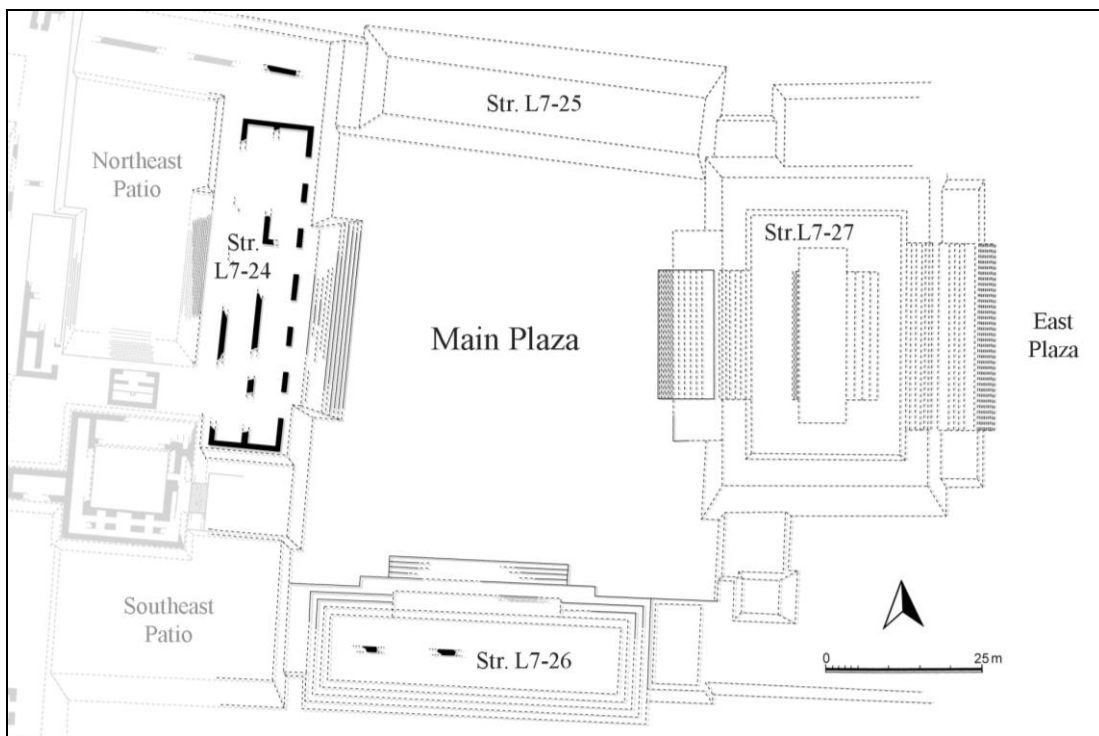 Str. L7-25
Northeast
Patio
Str.
L7-24
Str.L7-27
Main Plaza
East
Plaza
Southeast
Patio
Str. L7-26
0
25 m